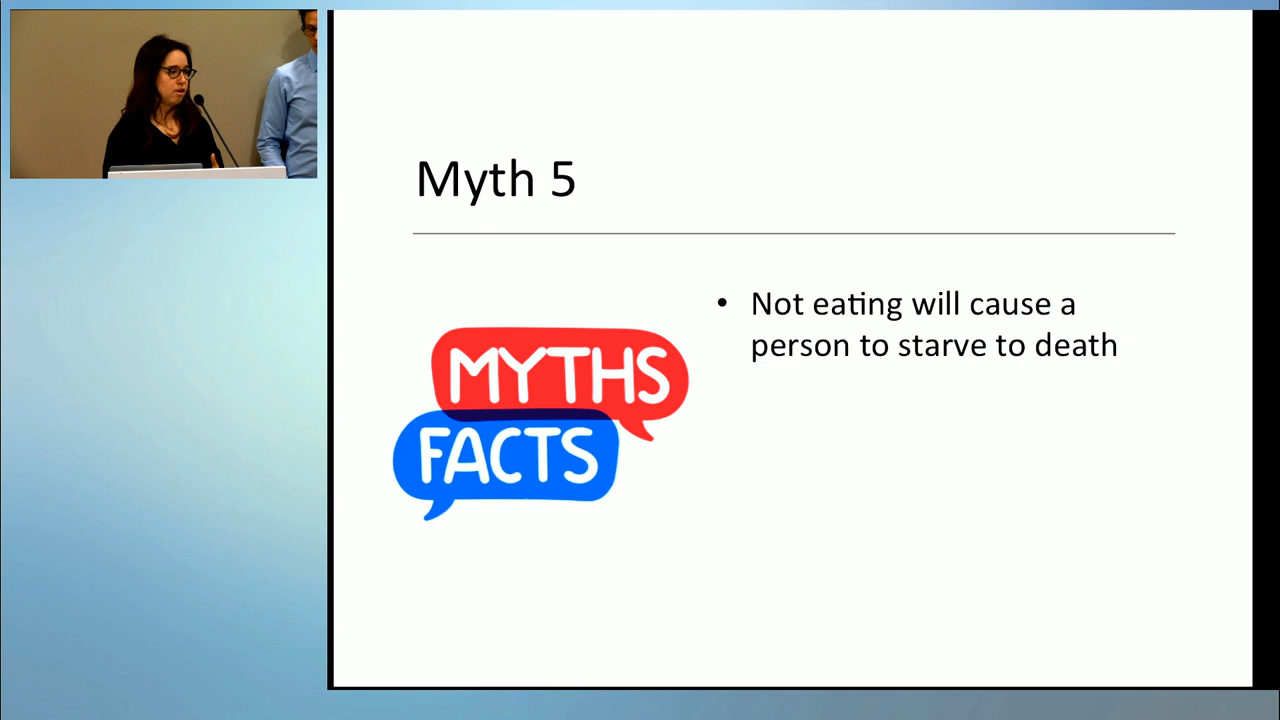 Myth 5
• Not eating will cause a
person to starve to death
MYTHS
FACTS